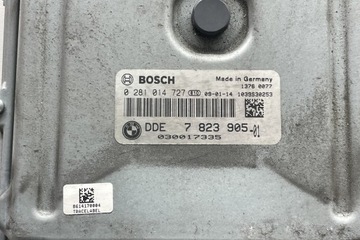 BOSCH
Made in Germany
1376 0077
0 281 014 727 09-01-14 1039S30253
DDE 7 823 905-01
030017335
8614170004
TRACELABEL